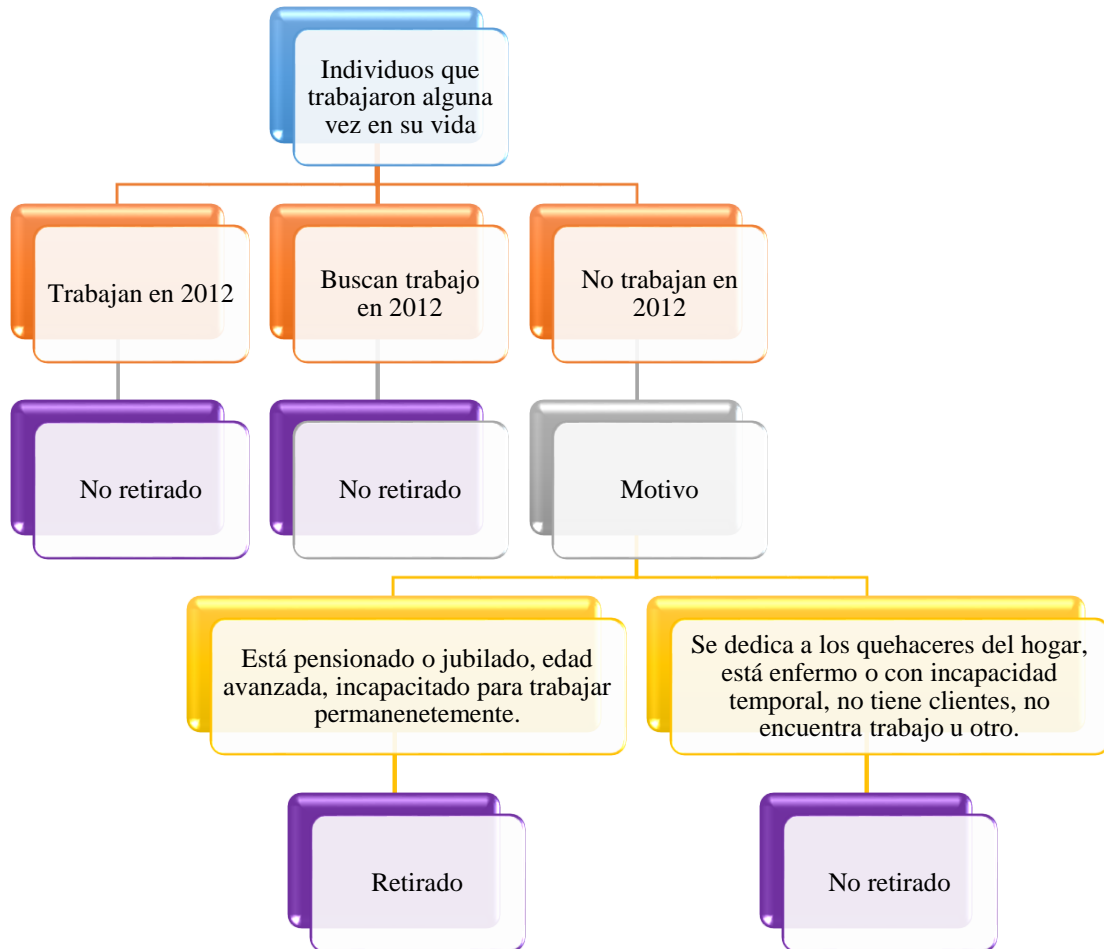 Individuos que
trabajaron alguna
vez en su vida
Trabajan en 2012
Buscan trabajo
en 2012
No trabajan en
2012
No retirado
No retirado
Motivo
Está pensionado o jubilado, edad
avanzada, incapacitado para trabajar
permanenetemente.
Se dedica a los quehaceres del hogar,
está enfermo o con incapacidad
temporal, no tiene clientes, no
encuentra trabajo u otro.
Retirado
No retirado